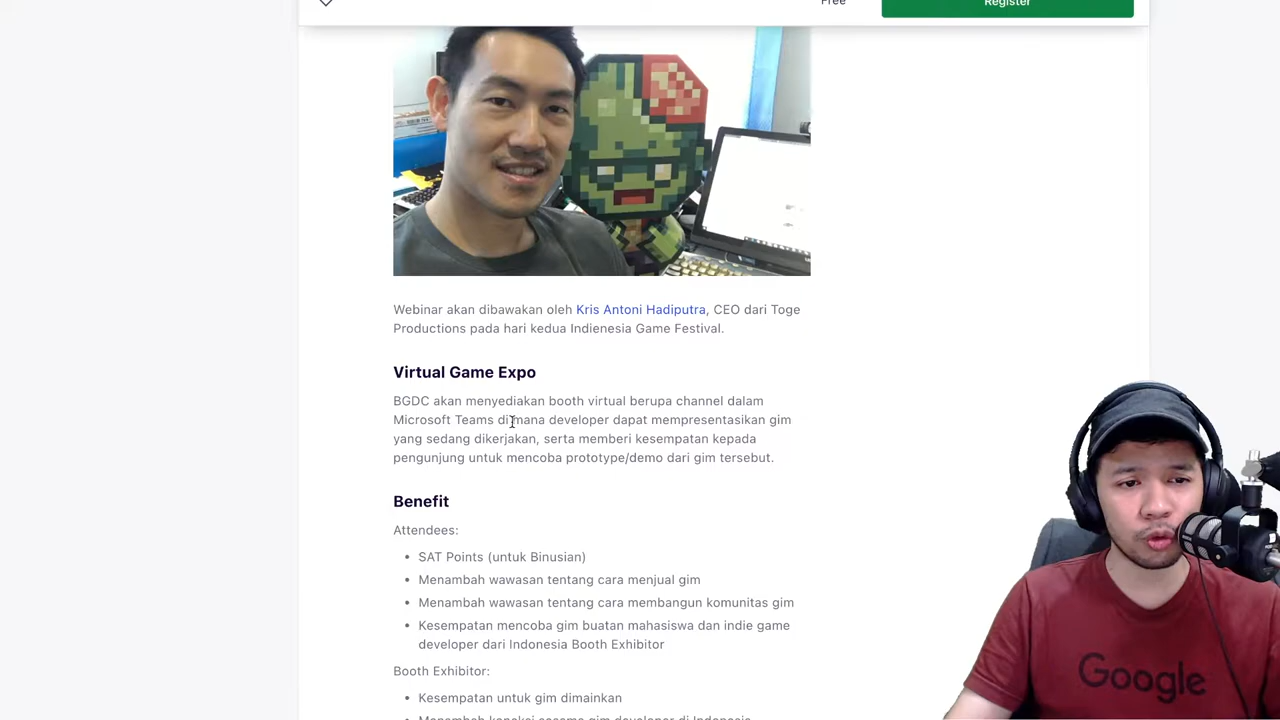 Free
Register
Webinar akan dibawakan oleh Kris Antoni Hadiputra, CEO dari Toge
Productions pada hari kedua Indienesia Game Festival.
Virtual Game Expo
BGDC akan menyediakan booth virtual berupa channel dalam
Microsoft Teams dimana developer dapat mempresentasikan gim
yang sedang dikerjakan, serta memberi kesempatan kepada
pengunjung untuk mencoba prototype/demo dari gim tersebut.
Benefit
Attendees:
• SAT Points (untuk Binusian)
• Menambah wawasan tentang cara menjual gim
• Menambah wawasan tentang cara membangun komunitas gim
• Kesempatan mencoba gim buatan mahasiswa dan indie game
developer dari Indonesia Booth Exhibitor
Booth Exhibitor:
• Kesempatan untuk gim dimainkan
• Menambah koneksi sesama gim developer di Indonesia
Google